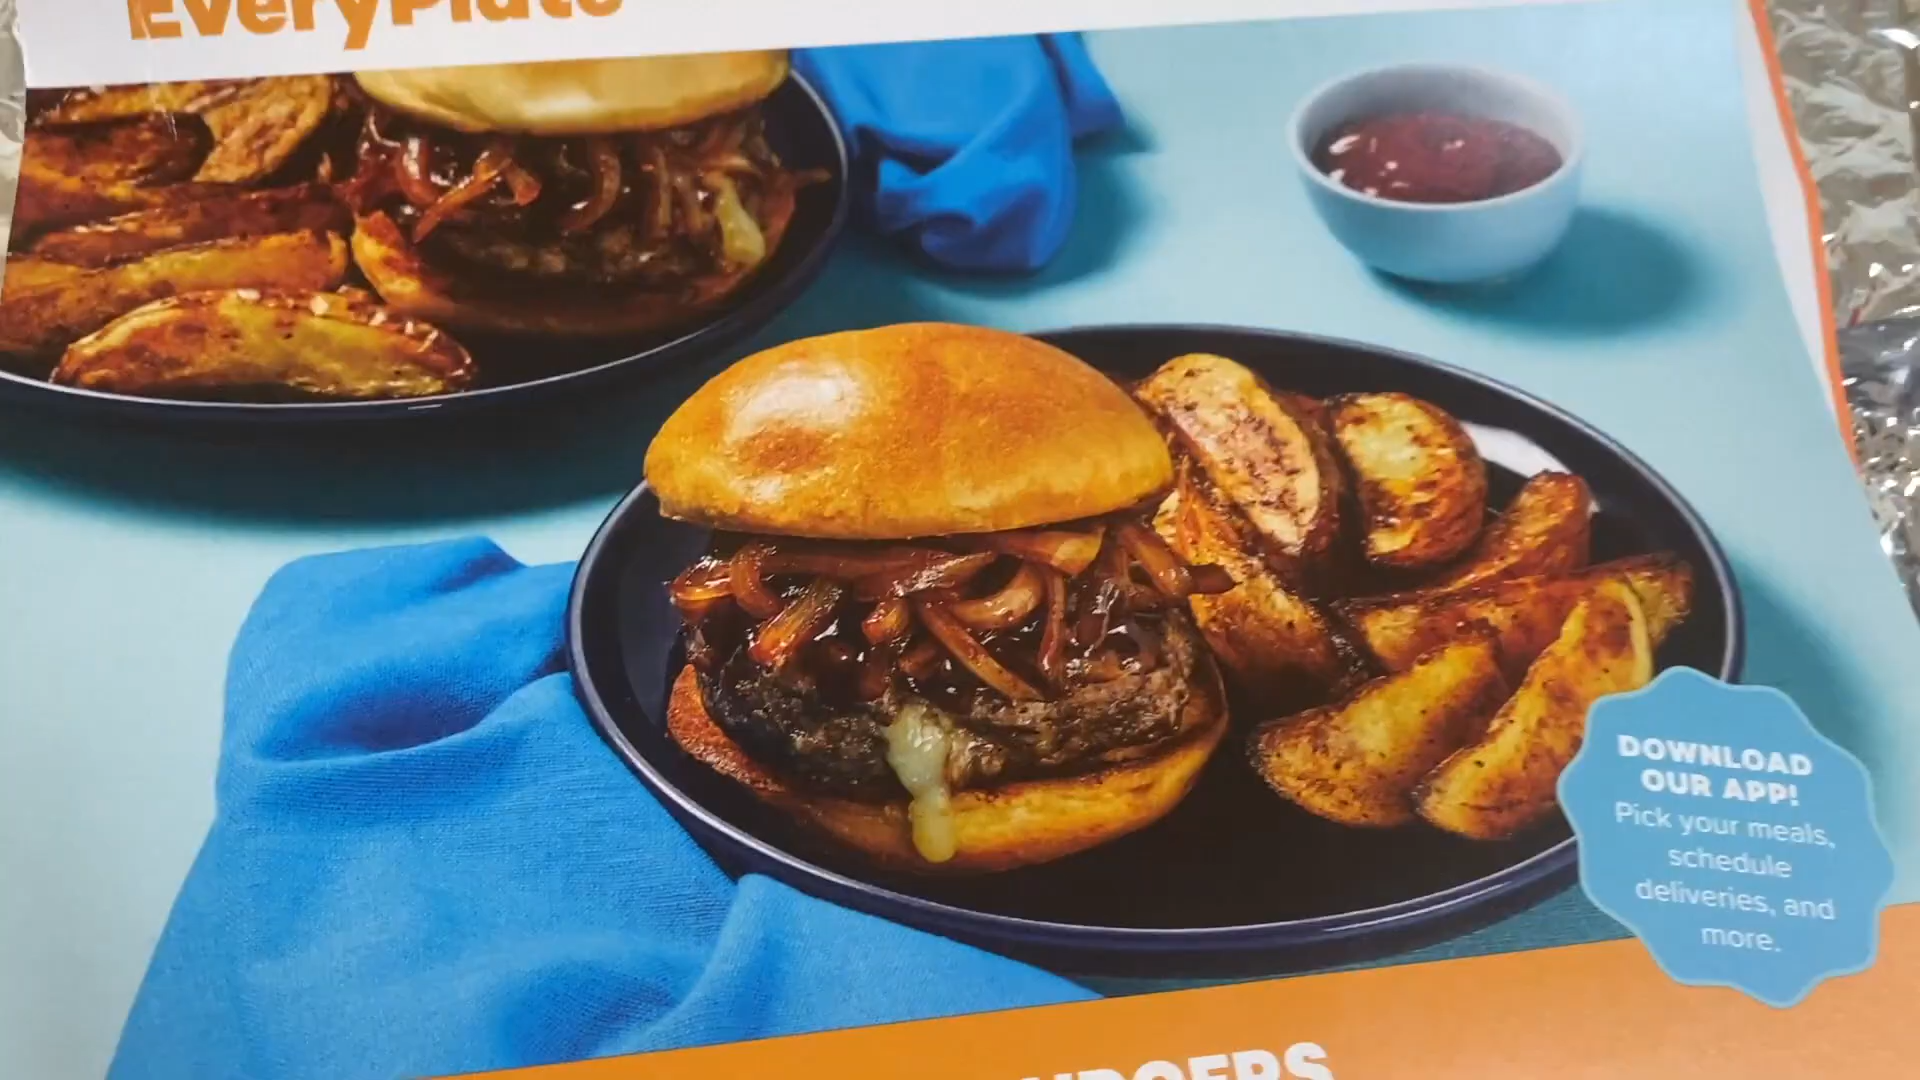 EveryPlate
DOWNLOAD
OUR APP!
Pick your meals,
schedule
deliveries, and
more.